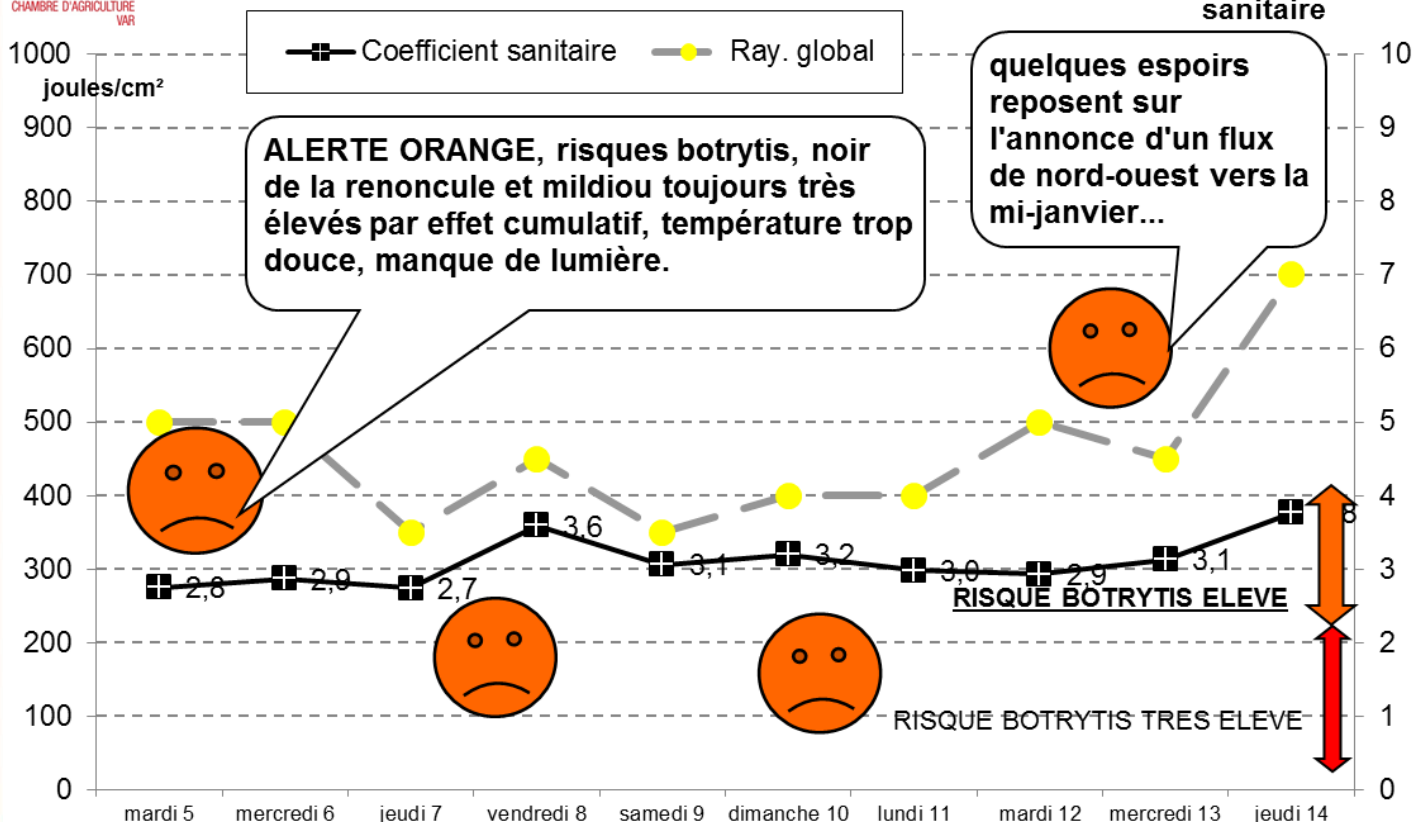 CHAMBRE D'AGRICULTURE
VAR
sanitaire
Coefficient sanitaire
Ray. global
joules/cm²
1000
900
800
700
600
500
400
300
200
100
0
ALERTE ORANGE, risques botrytis, noir
de la renoncule et mildiou toujours très
élevés par effet cumulatif, température trop
douce, manque de lumière.
quelques espoirs
reposent sur
l'annonce d'un flux
de nord-ouest vers la
mi-janvier...
2,8
2,9
2,7
3,6
3,1
3,2
3,0
2,9
3,1
8
RISQUE BOTRYTIS ELEVE
RISQUE BOTRYTIS TRES ELEVE
10
9
8
7
6
5
4
3
2
1
0
mardi 5
mercredi 6
jeudi 7
vendredi 8
samedi 9
dimanche 10
lundi 11
mardi 12
mercredi 13
jeudi 14